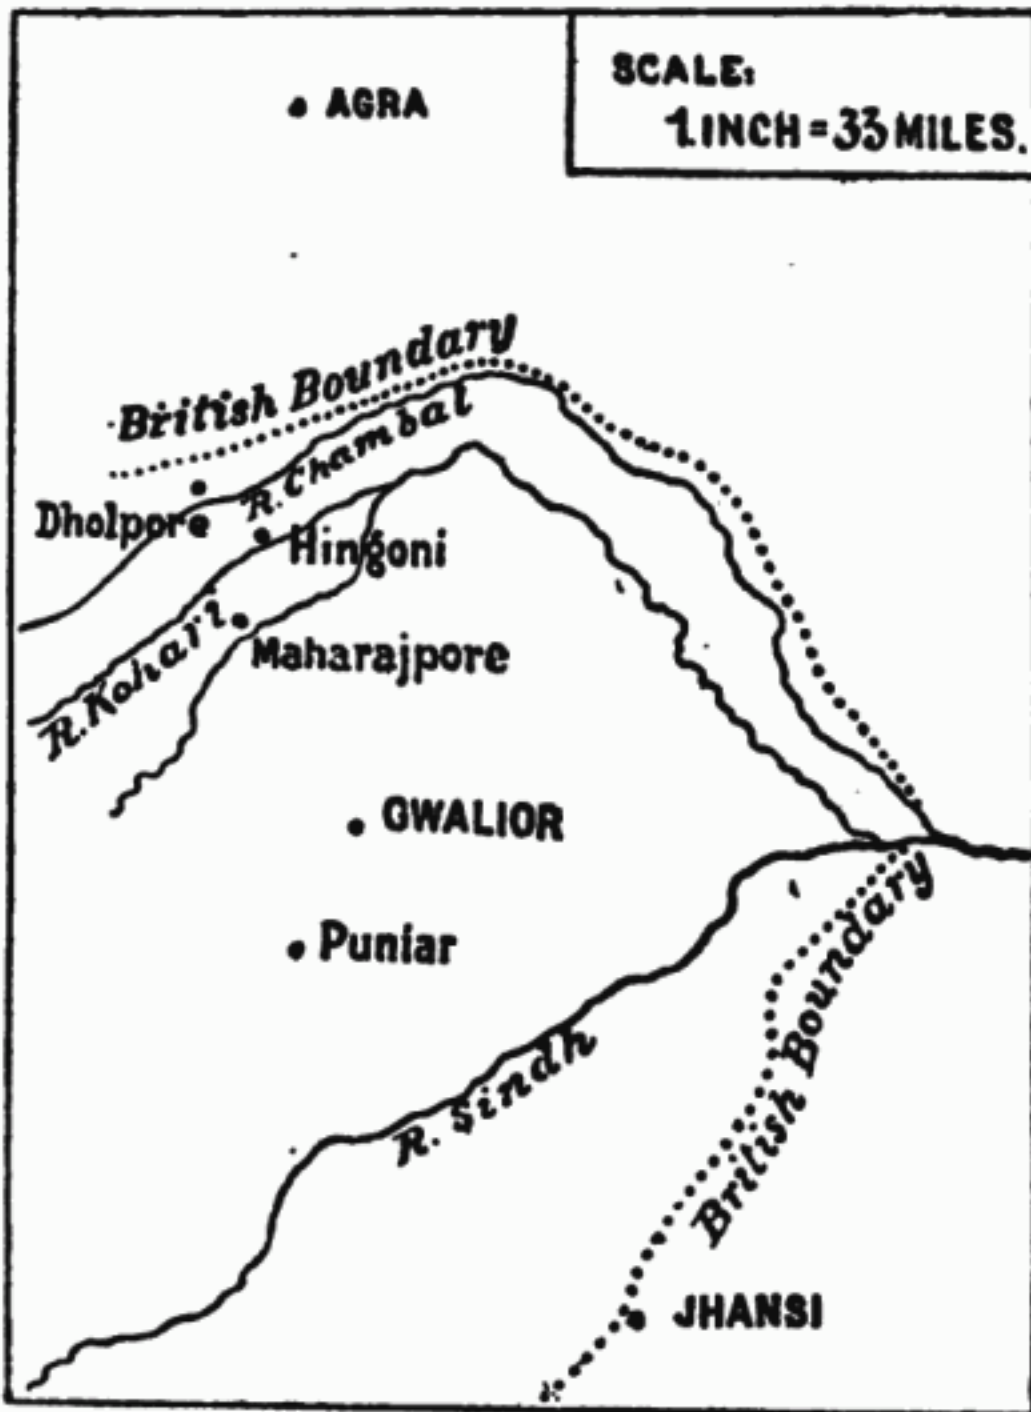 SCALE:
1 INCH = 33 MILES.
AGRA
British Boundary
R. Chambal
Dholpore
Hingoni
R. Kohari
Maharajpore
GWALIOR
Puniar
R. Sindh
British Boundary
JHANSI